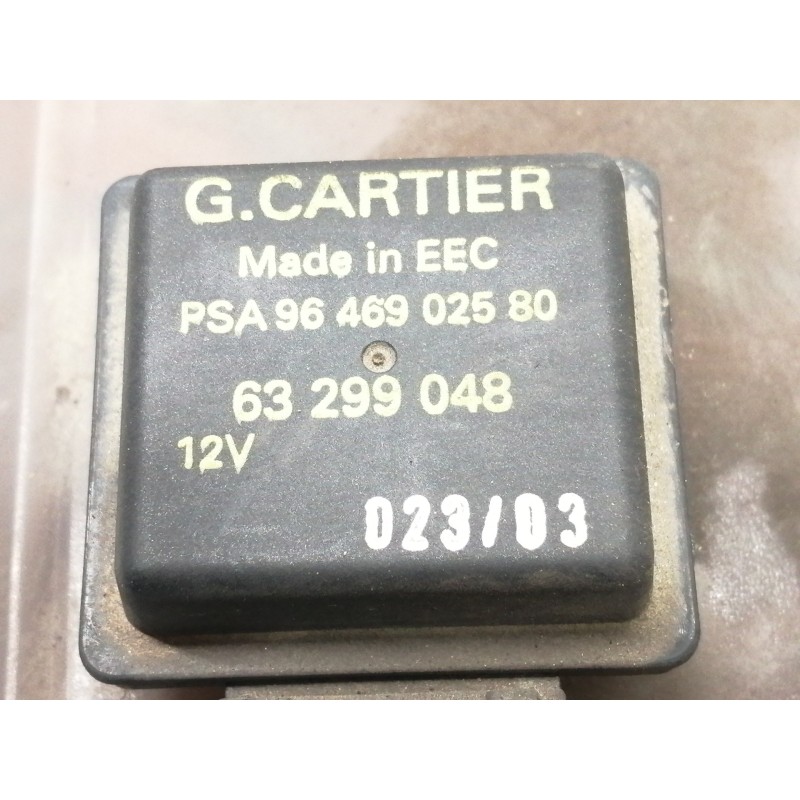 G.CARTIER
Made in EEC
PSA 96 469 025 80
63 299 048
12V
023/03